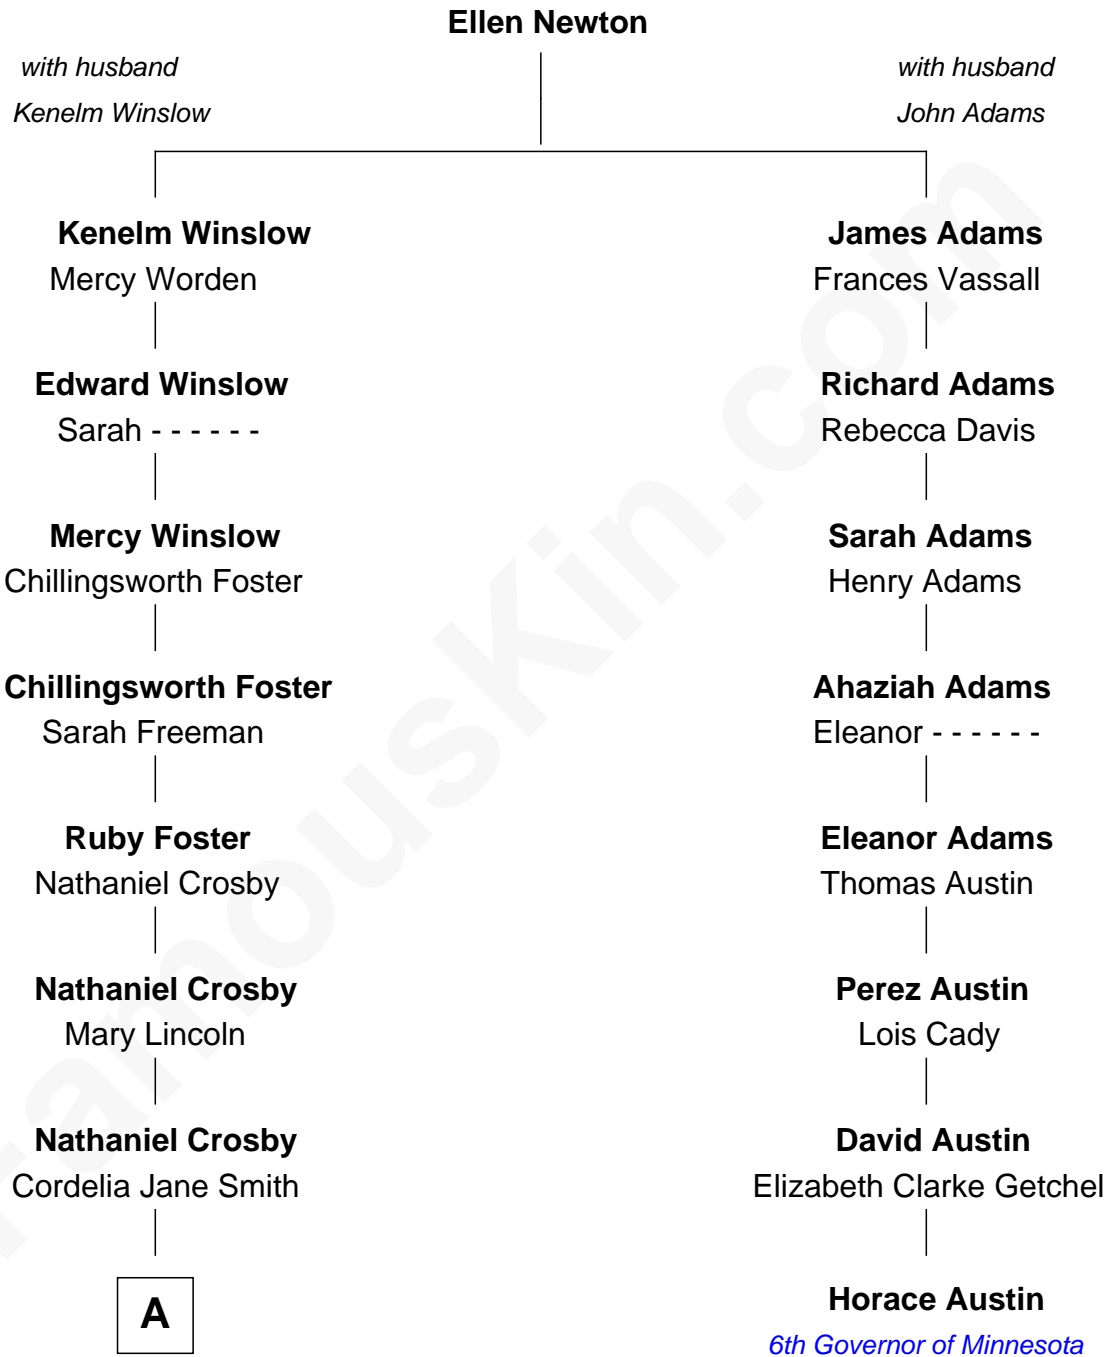 Ellen Newton
with husband
Kenelm Winslow
with husband
John Adams
Kenelm Winslow
Mercy Worden
James Adams
Frances Vassall
Edward Winslow
Sarah - - - - - -
Richard Adams
Rebecca Davis
Mercy Winslow
Chillingsworth Foster
Sarah Adams
Henry Adams
Chillingsworth Foster
Sarah Freeman
Ahaziah Adams
Eleanor - - - - - -
Ruby Foster
Nathaniel Crosby
Eleanor Adams
Thomas Austin
Nathaniel Crosby
Mary Lincoln
Perez Austin
Lois Cady
Nathaniel Crosby
Cordelia Jane Smith
David Austin
Elizabeth Clarke Getchel
A
Horace Austin
6th Governor of Minnesota
FamousKin.com